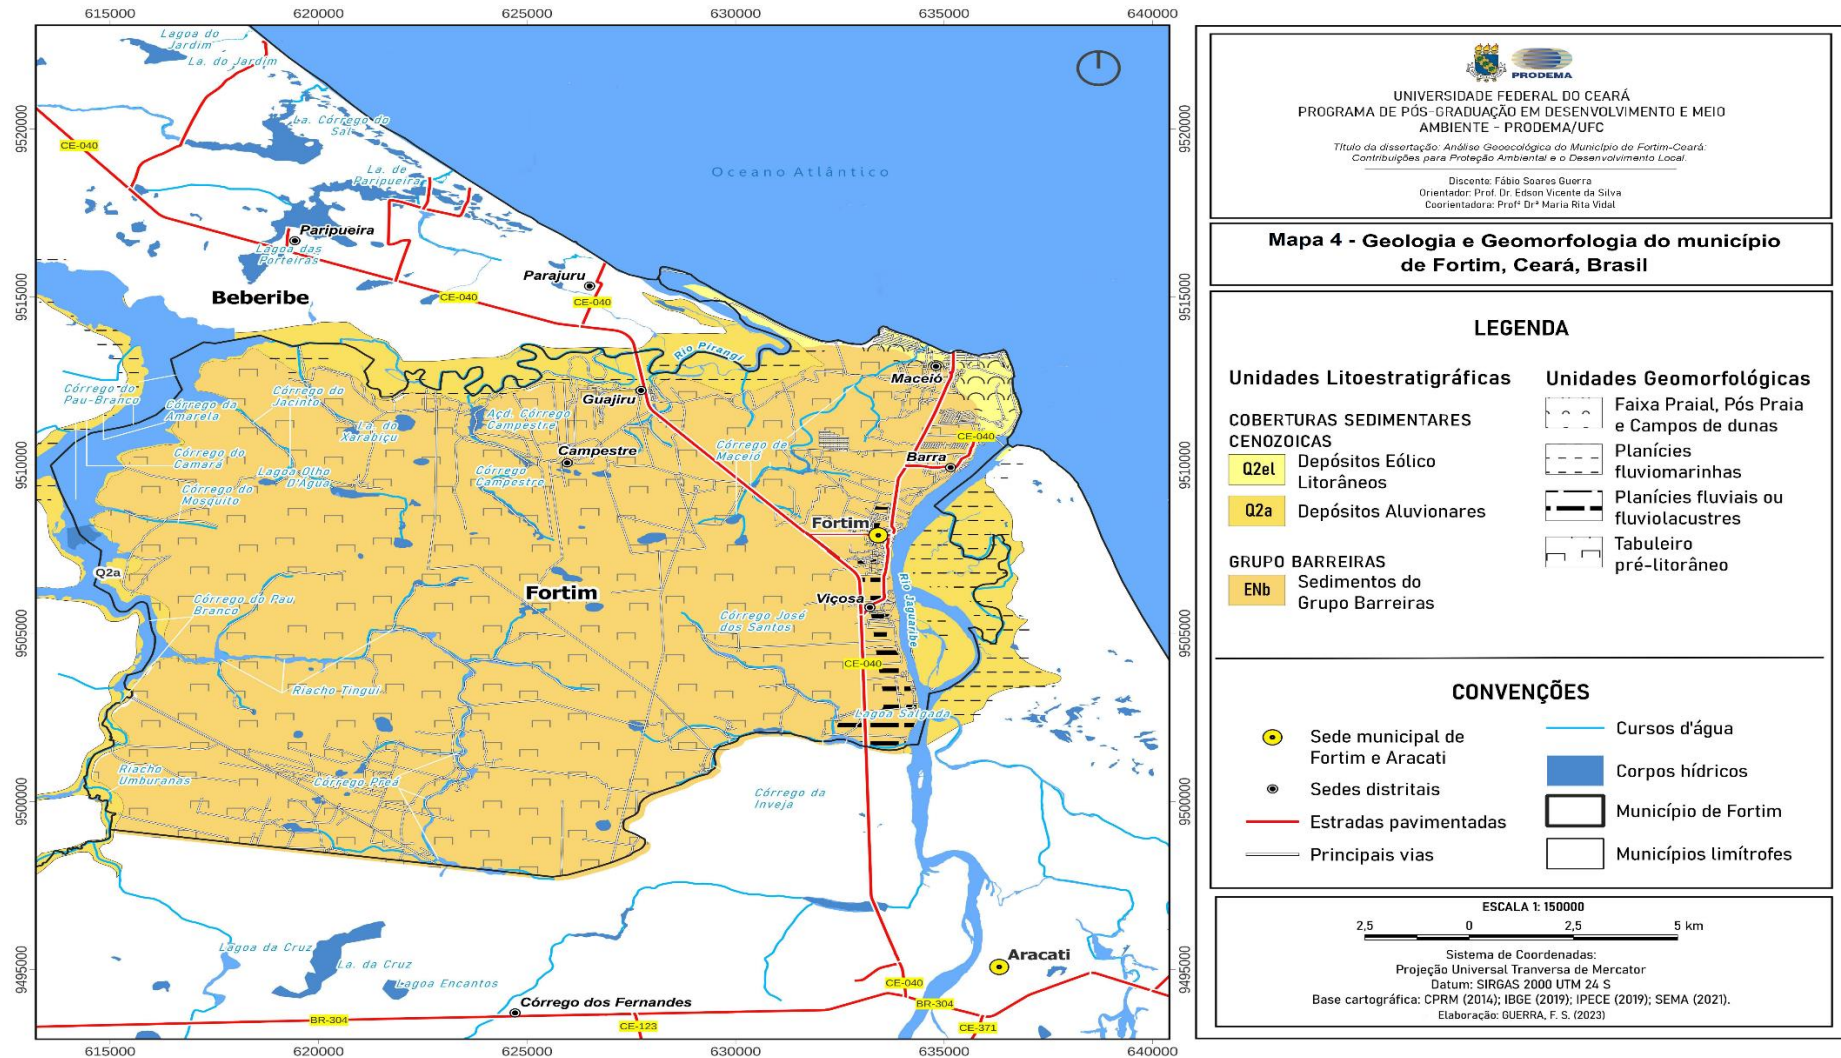 615000
620000
625000
630000
635000
640000
9520000
9515000
9510000
9505000
9500000
9495000
9520000
9515000
9510000
9505000
9500000
9495000
Lagoa do
Jardim
La. do Jardim
La. Córrego do
Sal
CE-040
La. de
Paripueira
Oceano Atlântico
Paripueira
Lagoa das
Porteiras
Parajuru
Beberibe
CE-040
CE-040
Rio Pirangi
Córrego do
Pau-Branco
Córrego da
Amarela
Córrego do
Jacinto
Guajiru
Maceió
La. do
Xarabiçu
Açd. Córrego
Campestre
CE-040
Córrego do
Camará
Campestre
Córrego de
Maceió
Barra
Lagoa Olho
D'Água
Córrego
Campestre
Córrego do
Mosquito
Fortim
Q2a
Rio Jaguaribe
Córrego do Pau
Branco
Fortim
Viçosa
Córrego José
dos Santos
CE-040
Riacho Tingui
Lagoa Salgada
Riacho
Umburanas
Córrego Preá
Córrego da
Inveja
Lagoa da Cruz
La. da Cruz
Lagoa Encantos
Aracati
CE-040
Córrego dos Fernandes
BR-304
BR-304
CE-123
CE-371
615000
620000
625000
630000
635000
640000
PRODEMA
UNIVERSIDADE FEDERAL DO CEARÁ
PROGRAMA DE PÓS-GRADUAÇÃO EM DESENVOLVIMENTO E MEIO
AMBIENTE - PRODEMA/UFC
Título da dissertação: Análise Geoecológica do Município de Fortim-Ceará:
Contribuições para Proteção Ambiental e o Desenvolvimento Local.
Discente: Fábio Soares Guerra
Orientador: Prof. Dr. Edson Vicente da Silva
Coorientadora: Profª Drª Maria Rita Vidal
Mapa 4 - Geologia e Geomorfologia do município
de Fortim, Ceará, Brasil
LEGENDA
Unidades Litoestratigráficas
COBERTURAS SEDIMENTARES
CENOZOICAS
Q2el
Depósitos Eólico
Litorâneos
Q2a
Depósitos Aluvionares
GRUPO BARREIRAS
ENb
Sedimentos do
Grupo Barreiras
Unidades Geomorfológicas
Faixa Praial, Pós Praia
e Campos de dunas
Planícies
fluviomarinhas
Planícies fluviais ou
fluviolacustres
Tabuleiro
pré-litorâneo
CONVENÇÕES
Sede municipal de
Fortim e Aracati
Sedes distritais
Estradas pavimentadas
Principais vias
Cursos d'água
Corpos hídricos
Município de Fortim
Municípios limítrofes
ESCALA 1: 150000
2,5 0 2,5 5 km
Sistema de Coordenadas:
Projeção Universal Tranversa de Mercator
Datum: SIRGAS 2000 UTM 24 S
Base cartográfica: CPRM (2014); IBGE (2019); IPECE (2019); SEMA (2021).
Elaboração: GUERRA, F. S. (2023)